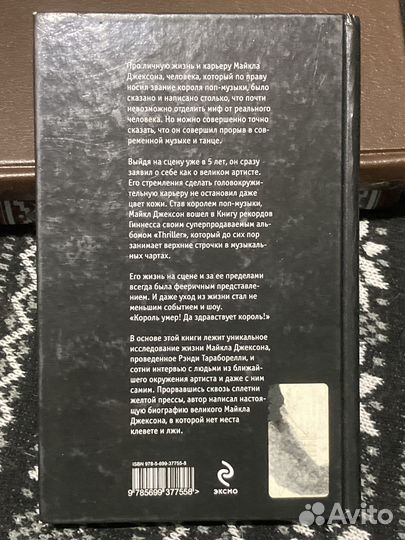 Про личную жизнь и карьеру Майкла
Джексона, человека, который по праву
носил звание короля поп-музыки, было
сказано и написано столько, что почти
невозможно отделить миф от реального
человека. Но можно совершенно точно
сказать, что он совершил прорыв в сов-
ременной музыке и танце.
Выйдя на сцену уже в 5 лет, он сразу
заявил о себе как о великом артисте.
Его стремления сделать головокружи-
тельную карьеру не остановил даже
цвет кожи. Став королем поп-музыки,
Майкл Джексон вошел в Книгу рекордов
Гиннесса своим суперпродаваемым аль-
бомом «Thriller», который до сих пор
занимает верхние строчки в музыкаль-
ных чартах.
Его жизнь на сцене и за ее пределами
всегда была фееричным представле-
нием. И даже уход из жизни стал не
меньшим событием и шоу.
«Король умер! Да здравствует король!»
В основе этой книги лежит уникальное
исследование жизни Майкла Джексона,
проведенное Рэнди Тараборелли, и
сотни интервью с людьми из ближай-
шего окружения артиста и даже с ним
самим. Прорвавшись сквозь сплетни
желтой прессы, автор написал настоя-
щую биографию великого Майкла
Джексона, в которой нет места
клевете и лжи.
ISBN 978-5-699-37755-8
9 785699 377558 >
ЭКСМО
Avito